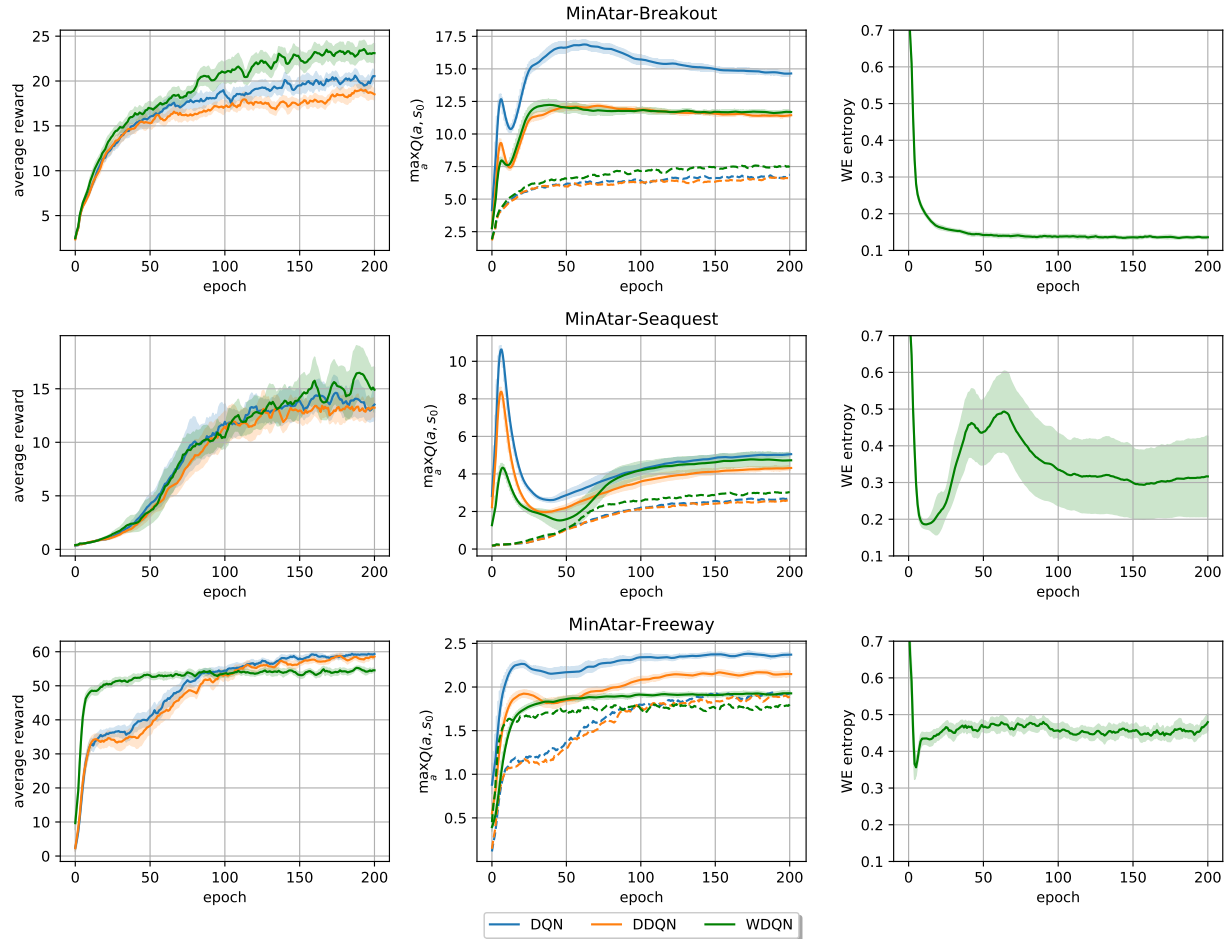 MinAtar-Breakout
average reward
25
20
15
10
5
0 50 100 150 200
epoch
max Q(a, s0)
a
17.5
15.0
12.5
10.0
7.5
5.0
2.5
0 50 100 150 200
epoch
WE entropy
0.7
0.6
0.5
0.4
0.3
0.2
0.1
0 50 100 150 200
epoch
MinAtar-Seaquest
average reward
15
10
5
0
0 50 100 150 200
epoch
max Q(a, s0)
a
10
8
6
4
2
0
0 50 100 150 200
epoch
WE entropy
0.7
0.6
0.5
0.4
0.3
0.2
0.1
0 50 100 150 200
epoch
MinAtar-Freeway
average reward
60
50
40
30
20
10
0
0 50 100 150 200
epoch
max Q(a, s0)
a
2.5
2.0
1.5
1.0
0.5
0 50 100 150 200
epoch
WE entropy
0.7
0.6
0.5
0.4
0.3
0.2
0.1
0 50 100 150 200
epoch
DQN DDQN WDQN